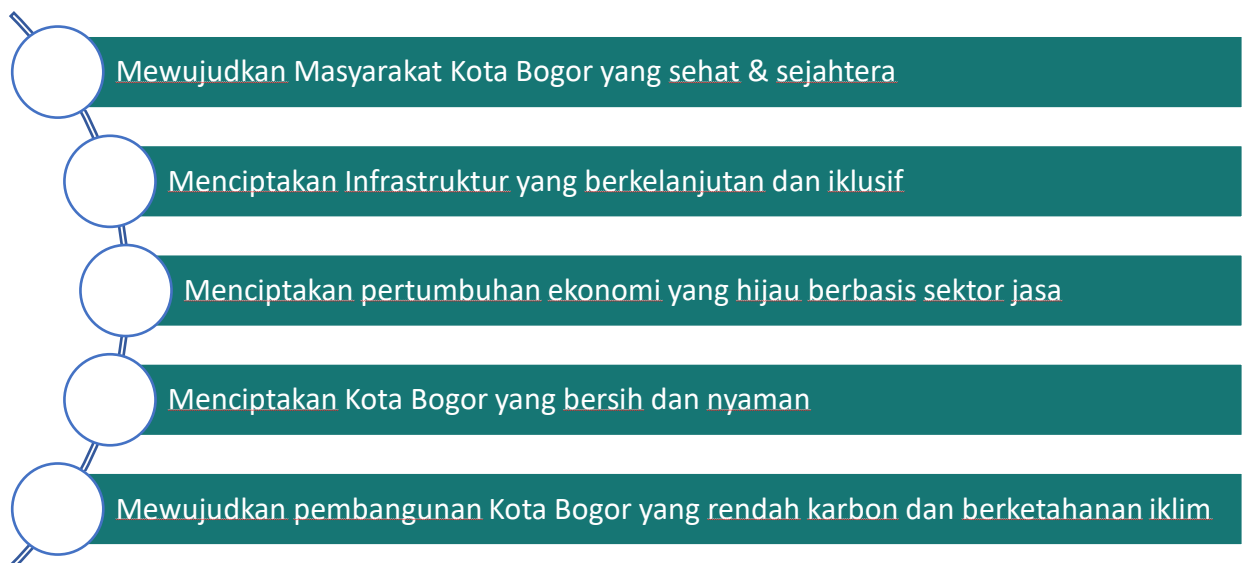 Mewujudkan Masyarakat Kota Bogor yang sehat & sejahtera
Menciptakan Infrastruktur yang berkelanjutan dan iklusif
Menciptakan pertumbuhan ekonomi yang hijau berbasis sektor jasa
Menciptakan Kota Bogor yang bersih dan nyaman
Mewujudkan pembangunan Kota Bogor yang rendah karbon dan berketahanan iklim